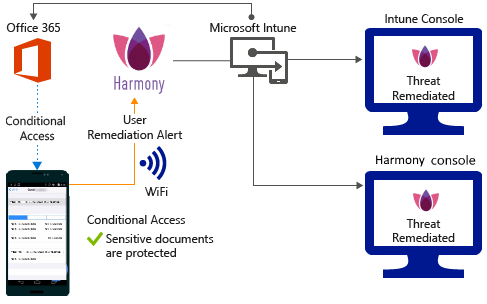 Office 365
Microsoft Intune
Intune Console
Harmony
Threat
Remediated
Conditional
Access
User
Remediation Alert
WiFi
Harmony console
Threat
Remediated
Conditional Access
Sensitive documents
are protected